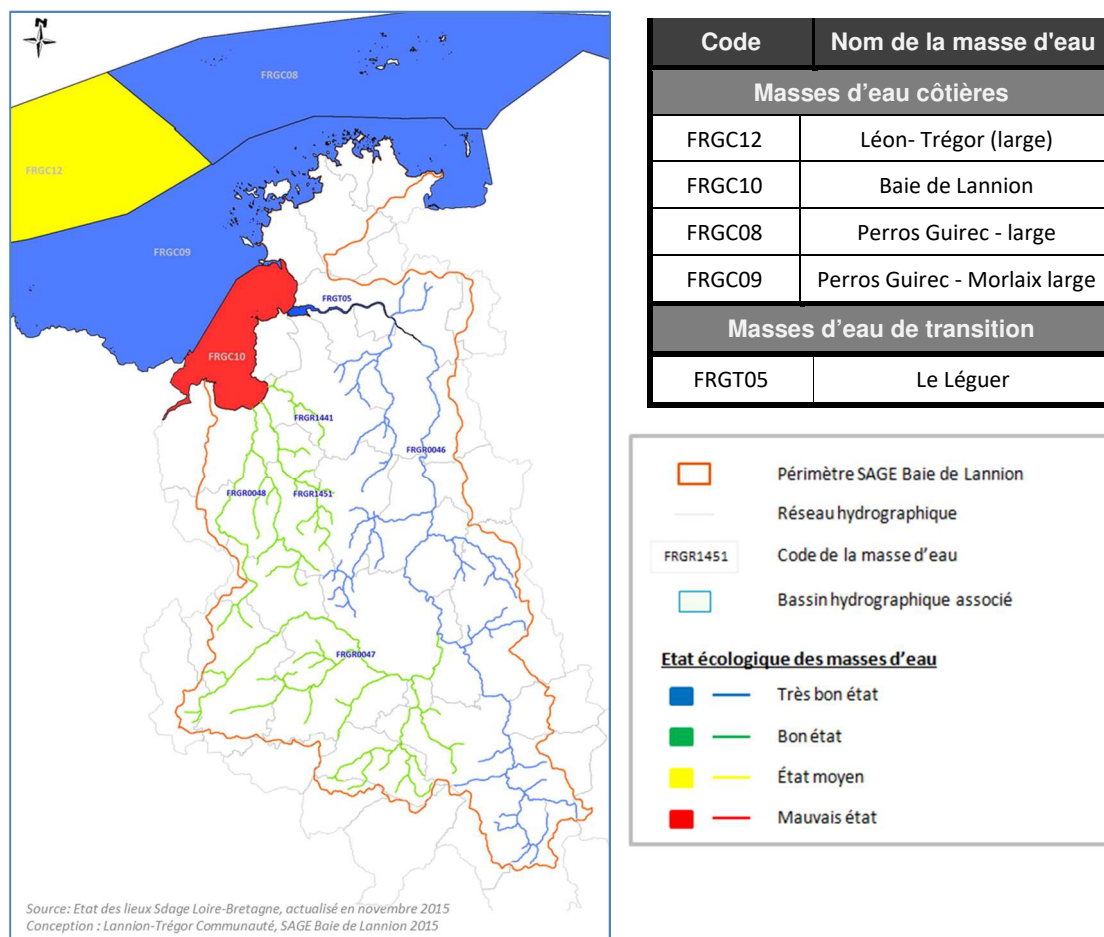 N
FRGC08
FRGC12
FRGC09
FRGT05
FRGC10
FRGR1441
FRGR0046
FRGR0048
FRGR1451
FRGR0047
Source: Etat des lieux Sdage Loire-Bretagne, actualisé en novembre 2015
Conception : Lannion-Trégor Communauté, SAGE Baie de Lannion 2015
Code Nom de la masse d'eau
Masses d’eau côtières
FRGC12 Léon- Trégor (large)
FRGC10 Baie de Lannion
FRGC08 Perros Guirec - large
FRGC09 Perros Guirec - Morlaix large
Masses d’eau de transition
FRGT05 Le Léguer
Périmètre SAGE Baie de Lannion
Réseau hydrographique
FRGR1451 Code de la masse d'eau
Bassin hydrographique associé
Etat écologique des masses d’eau
Très bon état
Bon état
État moyen
Mauvais état